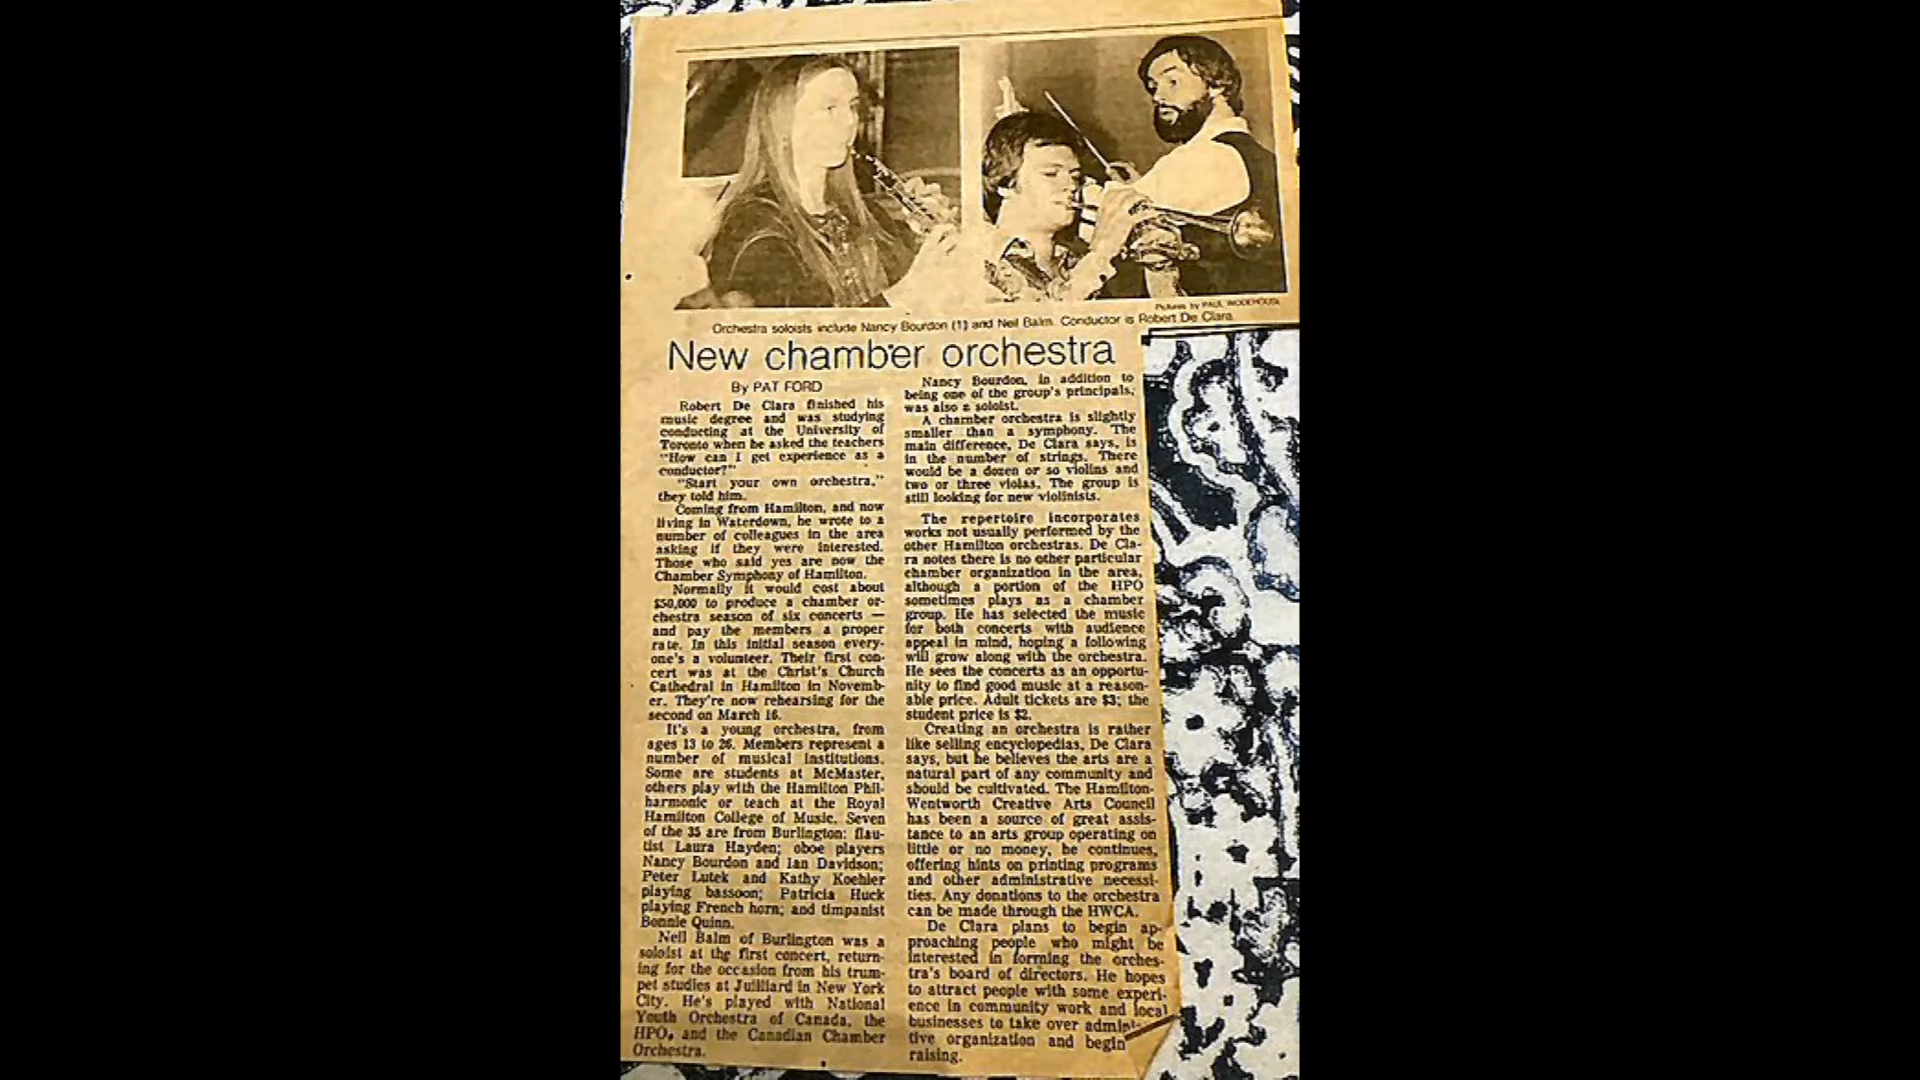 Pictures by PAUL WODEHOUSE
Orchestra soloists include Nancy Bourdon (1) and Neil Balm. Conductor is Robert De Clara.
New chamber orchestra
By PAT FORD
Robert De Clara finished his
music degree and was studying
conducting at the University of
Toronto when he asked the teachers
"How can I get experience as a
conductor?"
"Start your own orchestra,"
they told him.
Coming from Hamilton, and now
living in Waterdown, he wrote to a
number of colleagues in the area
asking if they were interested.
Those who said yes are now the
Chamber Symphony of Hamilton.
Normally it would cost about
$50,000 to produce a chamber or-
chestra season of six concerts —
and pay the members a proper
rate. In this initial season every-
one's a volunteer. Their first con-
cert was at the Christ's Church
Cathedral in Hamilton in Novemb-
er. They're now rehearsing for the
second on March 16.
It's a young orchestra, from
ages 13 to 26. Members represent a
number of musical institutions.
Some are students at McMaster,
others play with the Hamilton Phil-
harmonic or teach at the Royal
Hamilton College of Music. Seven
of the 35 are from Burlington: flau-
tist Laura Hayden; oboe players
Nancy Bourdon and Ian Davidson;
Peter Lutek and Kathy Koehler
playing bassoon; Patricia Huck
playing French horn; and timpanist
Bonnie Quinn.
Neil Balm of Burlington was a
soloist at the first concert, return-
ing for the occasion from his trum-
pet studies at Juilliard in New York
City. He's played with National
Youth Orchestra of Canada, the
HPO, and the Canadian Chamber
Orchestra.
Nancy Bourdon, in addition to
being one of the group's principals,
was also a soloist.
A chamber orchestra is slightly
smaller than a symphony. The
main difference, De Clara says, is
in the number of strings. There
would be a dozen or so violins and
two or three violas. The group is
still looking for new violinists.
The repertoire incorporates
works not usually performed by the
other Hamilton orchestras. De Cla-
ra notes there is no other particular
chamber organization in the area,
although a portion of the HPO
sometimes plays as a chamber
group. He has selected the music
for both concerts with audience
appeal in mind, hoping a following
will grow along with the orchestra.
He sees the concerts as an opportu-
nity to find good music at a reason-
able price. Adult tickets are $3; the
student price is $2.
Creating an orchestra is rather
like selling encyclopedias, De Clara
says, but he believes the arts are a
natural part of any community and
should be cultivated. The Hamilton-
Wentworth Creative Arts Council
has been a source of great assis-
tance to an arts group operating on
little or no money, he continues,
offering hints on printing programs
and other administrative necessi-
ties. Any donations to the orchestra
can be made through the HWCA.
De Clara plans to begin ap-
proaching people who might be
interested in forming the orches-
tra's board of directors. He hopes
to attract people with some experi-
ence in community work and local
businesses to take over
tive organization and begin
raising.